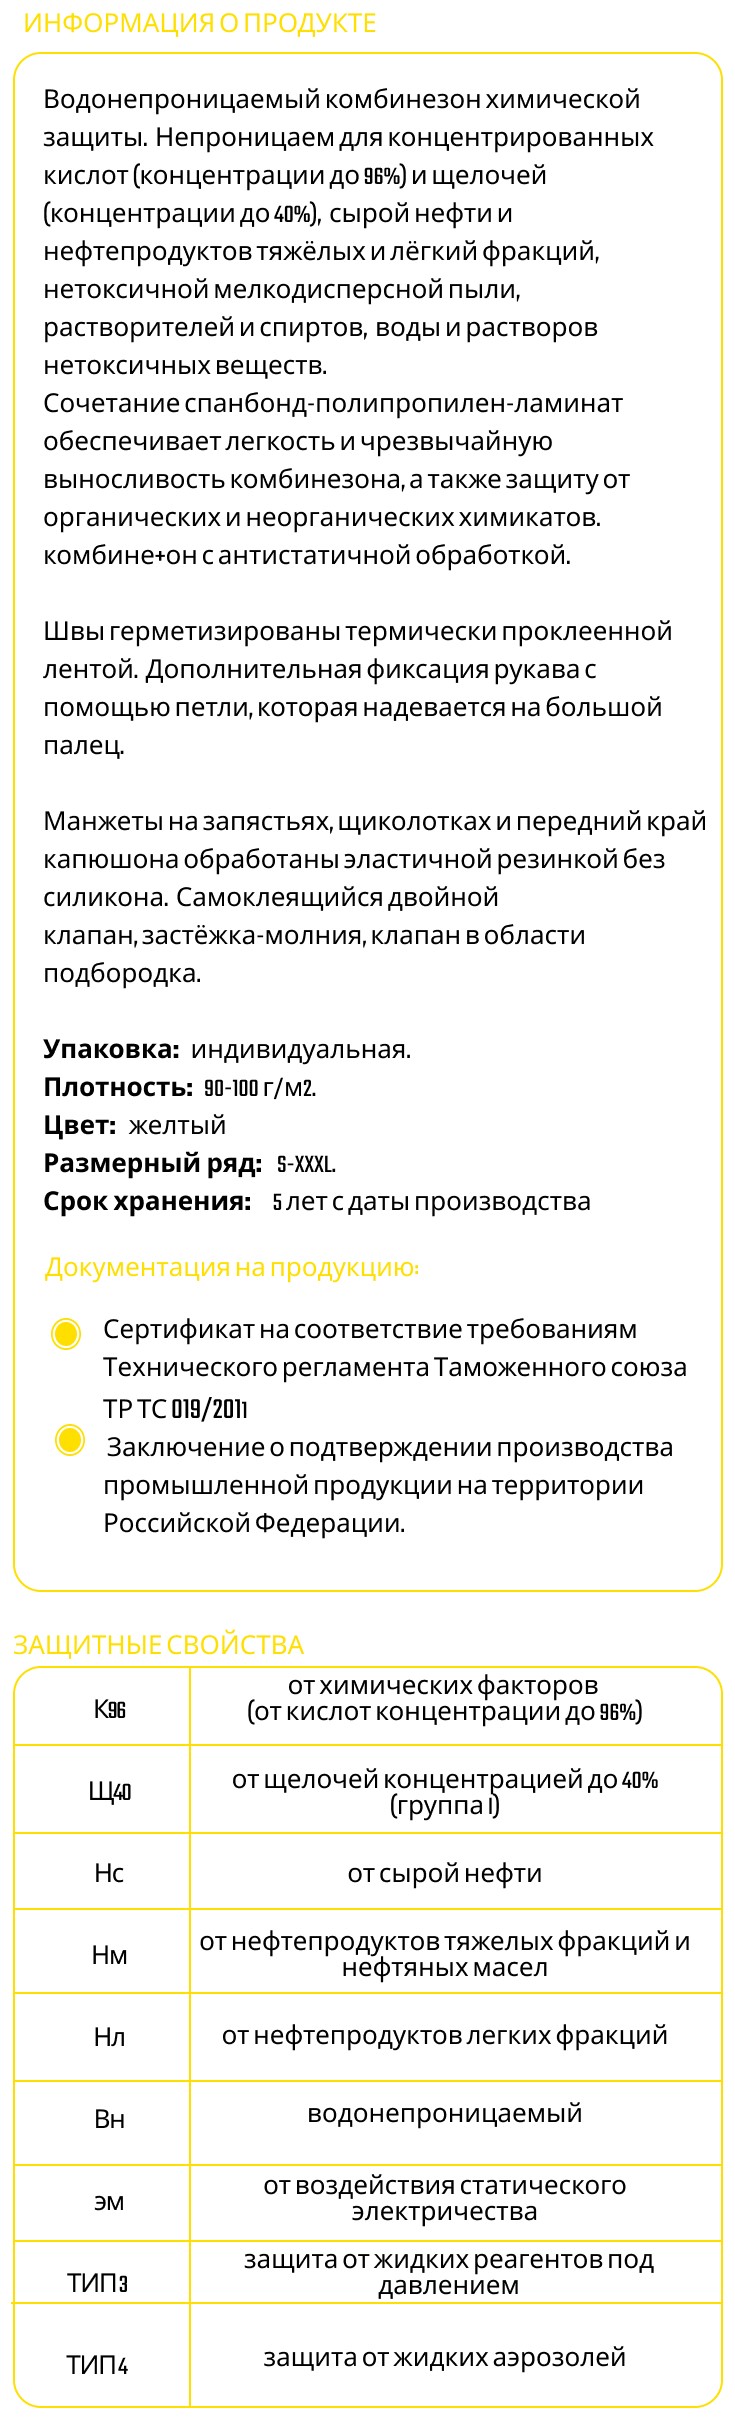 ИНФОРМАЦИЯ О ПРОДУКТЕ
Водонепроницаемый комбинезон химической
защиты. Непроницаем для концентрированных
кислот (концентрации до 96%) и щелочей
(концентрации до 40%), сырой нефти и
нефтепродуктов тяжёлых и лёгкий фракций,
нетоксичной мелкодисперсной пыли,
растворителей и спиртов, воды и растворов
нетоксичных веществ.
Сочетание спанбонд-полипропилен-ламинат
обеспечивает легкость и чрезвычайную
выносливость комбинезона, а также защиту от
органических и неорганических химикатов.
комбине+он с антистатичной обработкой.
Швы герметизированы термически проклеенной
лентой. Дополнительная фиксация рукава с
помощью петли, которая надевается на большой
палец.
Манжеты на запястьях, щиколотках и передний край
капюшона обработаны эластичной резинкой без
силикона. Самоклеящийся двойной
клапан, застёжка-молния, клапан в области
подбородка.
Упаковка: индивидуальная.
Плотность: 90-100 г/м2.
Цвет: желтый
Размерный ряд: S-XXXL.
Срок хранения: 5 лет с даты производства
Документация на продукцию:
Сертификат на соответствие требованиям
Технического регламента Таможенного союза
ТР ТС 019/2011
Заключение о подтверждении производства
промышленной продукции на территории
Российской Федерации.
ЗАЩИТНЫЕ СВОЙСТВА
К96
от химических факторов
(от кислот концентрации до 96%)
Щ40
от щелочей концентрацией до 40%
(группа I)
Нс
от сырой нефти
Нм
от нефтепродуктов тяжелых фракций и
нефтяных масел
Нл
от нефтепродуктов легких фракций
Вн
водонепроницаемый
эм
от воздействия статического
электричества
ТИП 3
защита от жидких реагентов под
давлением
ТИП 4
защита от жидких аэрозолей